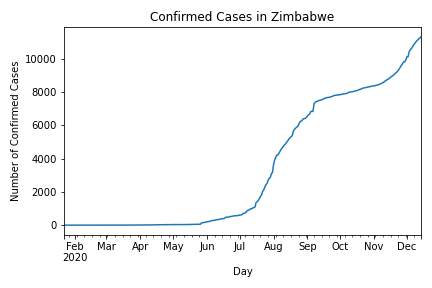 Confirmed Cases in Zimbabwe
Number of Confirmed Cases
10000
8000
6000
4000
2000
0
Feb Mar Apr May Jun Jul Aug Sep Oct Nov Dec
2020
Day